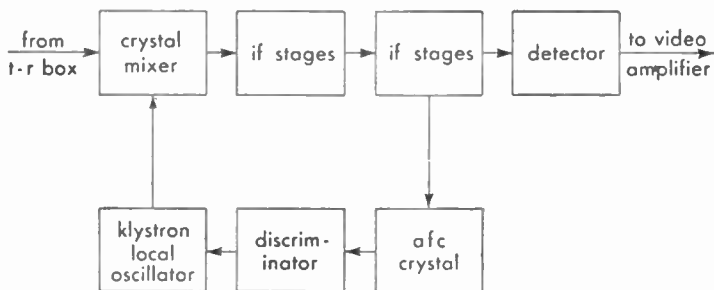 from
t-r box
crystal
mixer
if stages
if stages
detector
to video
amplifier
klystron
local
oscillator
discrim-
inator
afc
crystal